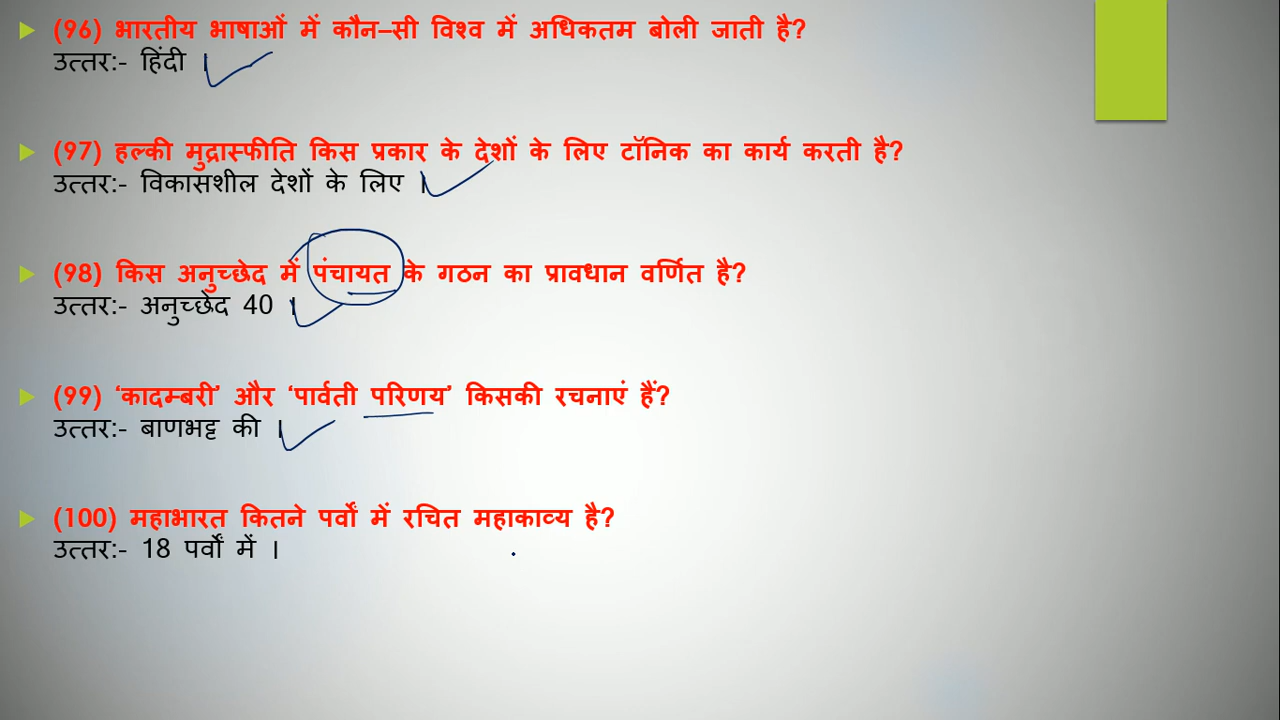 (96) भारतीय भाषाओं में कौन–सी विश्व में अधिकतम बोली जाती है?
उत्तर:- हिंदी ।
(97) हल्की मुद्रास्फीति किस प्रकार के देशों के लिए टॉनिक का कार्य करती है?
उत्तर:- विकासशील देशों के लिए ।
(98) किस अनुच्छेद में पंचायत के गठन का प्रावधान वर्णित है?
उत्तर:- अनुच्छेद 40 ।
(99) ‘कादम्बरी’ और ‘पार्वती परिणय’ किसकी रचनाएं हैं?
उत्तर:- बाणभट्ट की ।
(100) महाभारत कितने पर्वों में रचित महाकाव्य है?
उत्तर:- 18 पर्वों में ।